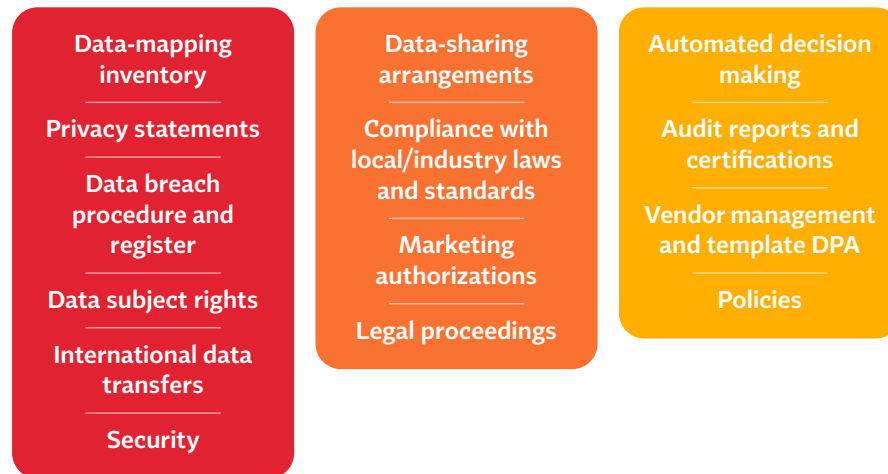 Data-mapping
inventory
Privacy statements
Data breach
procedure and
register
Data subject rights
International data
transfers
Security
Data-sharing
arrangements
Compliance with
local/industry laws
and standards
Marketing
authorizations
Legal proceedings
Automated decision
making
Audit reports and
certifications
Vendor management
and template DPA
Policies